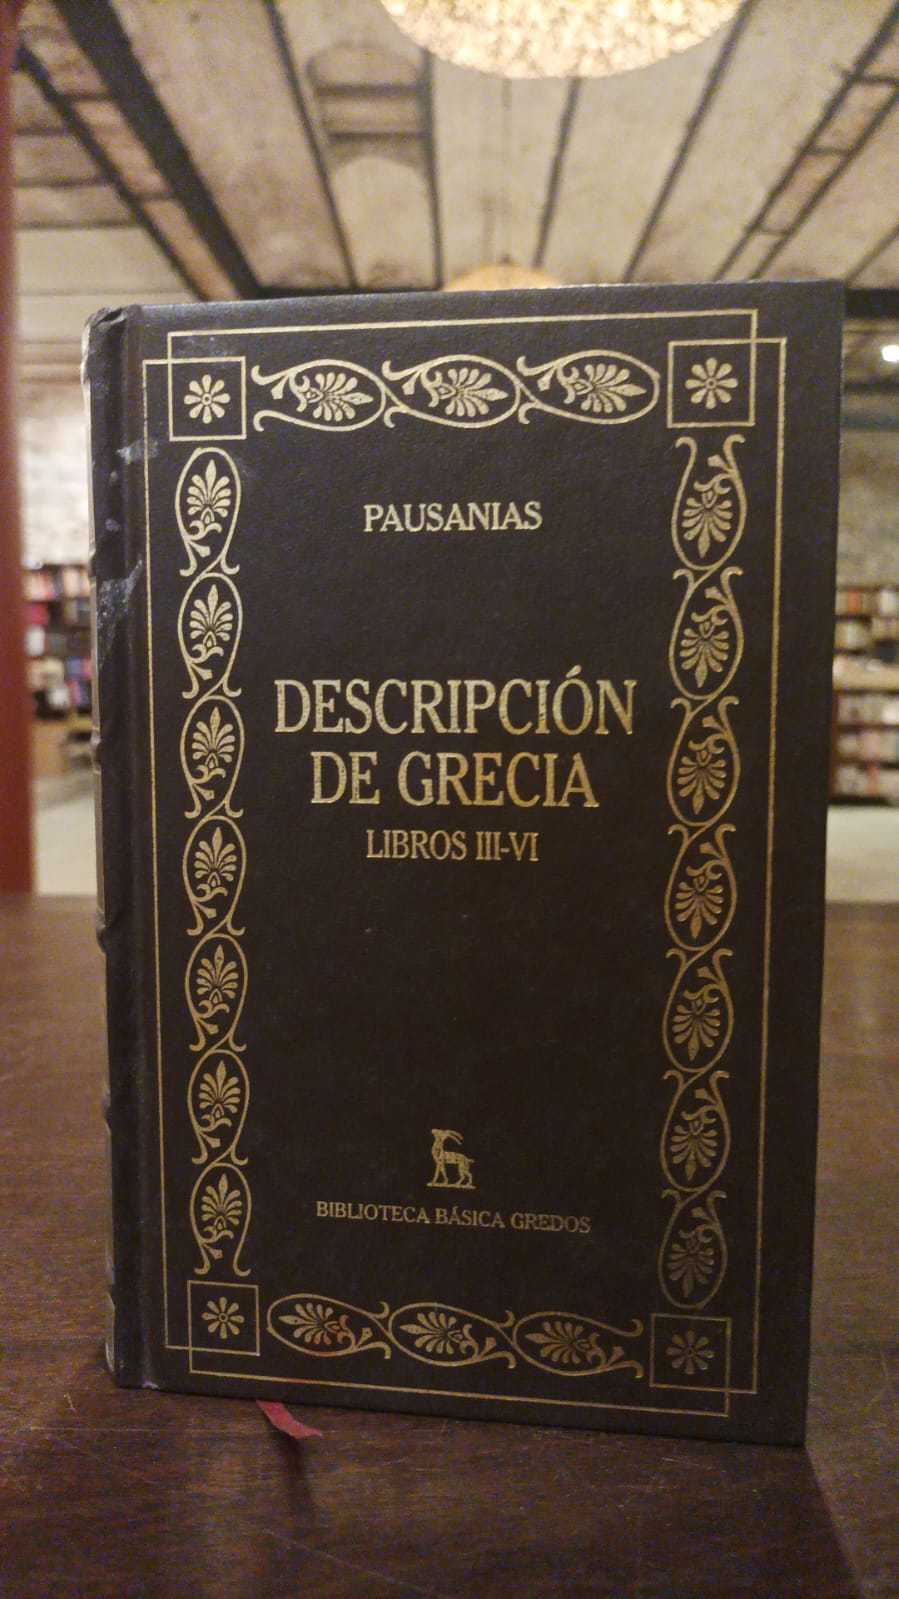 PAUSANIAS
DESCRIPCIÓN
DE GRECIA
LIBROS III-VI
BIBLIOTECA BÁSICA GREDOS